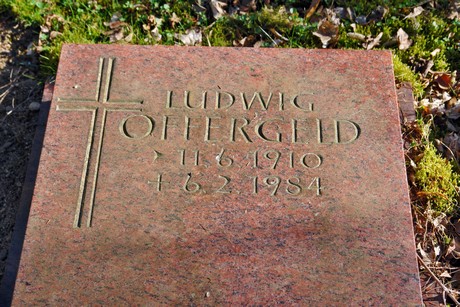 LUDWIG
OFFERGELD
* 11.6.1910
+ 6.2.1984